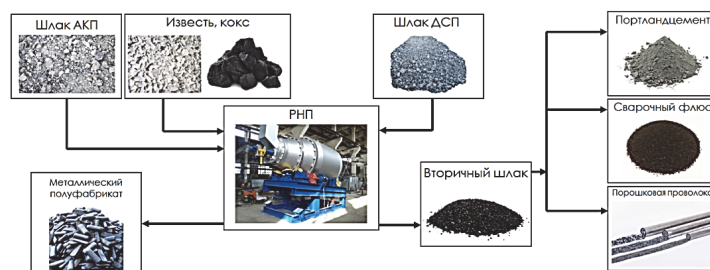 Шлак АКП
Известь, кокс
Шлак ДСП
Портландцемент
Сварочный флюс
РНП
Вторичный шлак
Металлический
полуфабрикат
Порошковая проволока